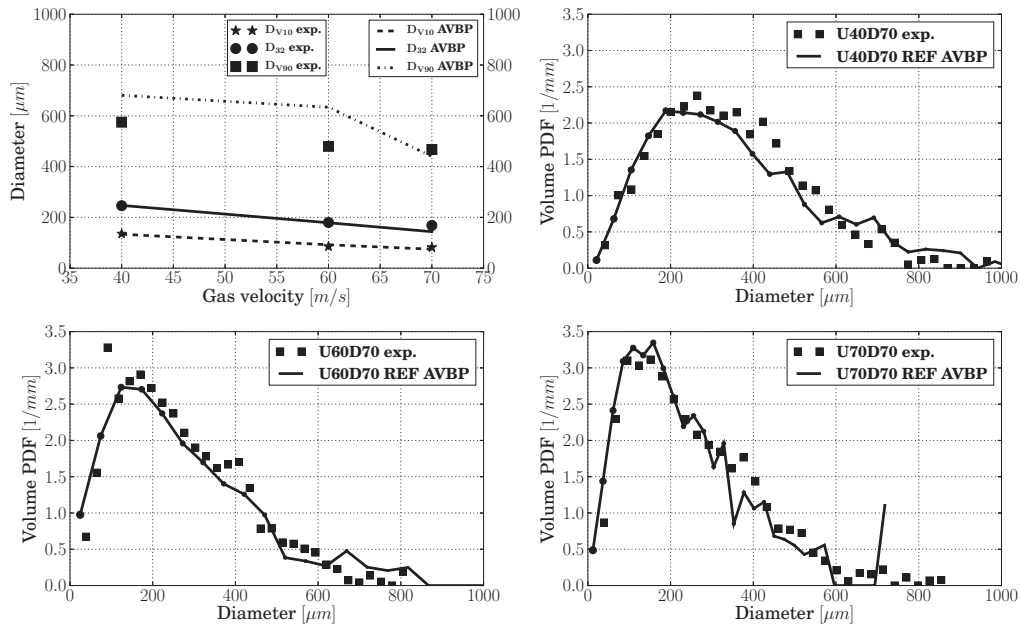 1000
800
600
400
200
0
Diameter [μm]
35 40 45 50 55 60 65 70 75
Gas velocity [m/s]
1000
800
600
400
200
0
D_V10 exp.
D_32 exp.
D_V90 exp.
D_V10 AVBP
D_32 AVBP
D_V90 AVBP
3.5
3.0
2.5
2.0
1.5
1.0
0.5
0.0
Volume PDF [1/mm]
0 200 400 600 800 1000
Diameter [μm]
U40D70 exp.
U40D70 REF AVBP
3.5
3.0
2.5
2.0
1.5
1.0
0.5
0.0
Volume PDF [1/mm]
0 200 400 600 800 1000
Diameter [μm]
U60D70 exp.
U60D70 REF AVBP
3.5
3.0
2.5
2.0
1.5
1.0
0.5
0.0
Volume PDF [1/mm]
0 200 400 600 800 1000
Diameter [μm]
U70D70 exp.
U70D70 REF AVBP